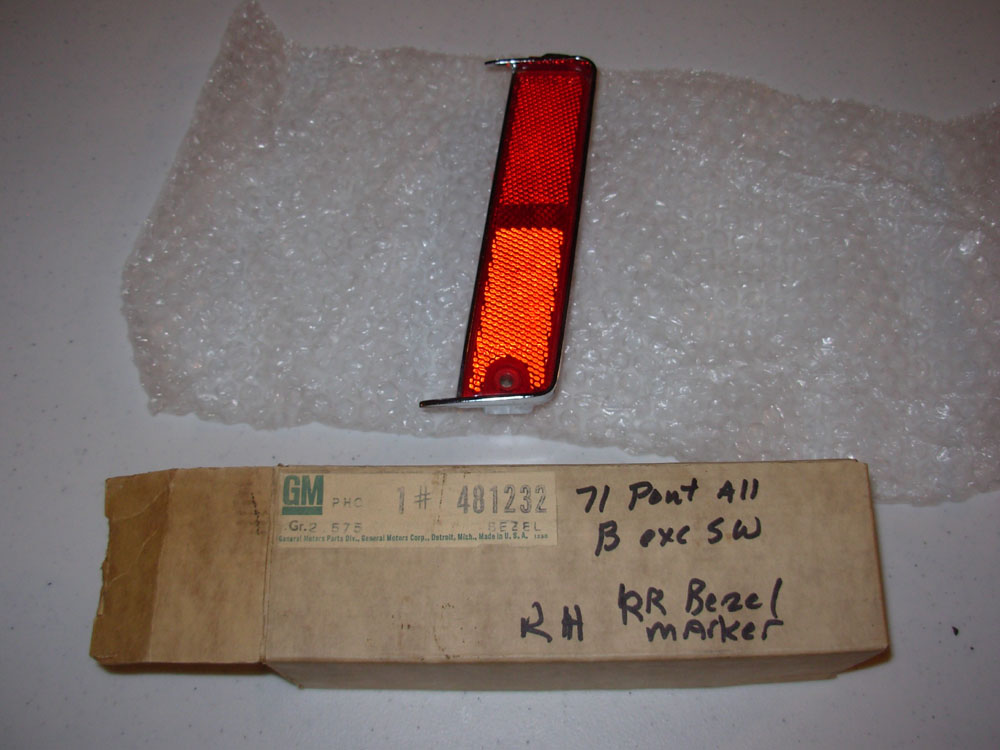 GM PHC 1# 481232
Gr. 2 575 BEZEL
General Motors Parts Div., General Motors Corp., Detroit, Mich., Made in U. S. A.
71 Pont All
B exc SW
RH RR Bezel
marker